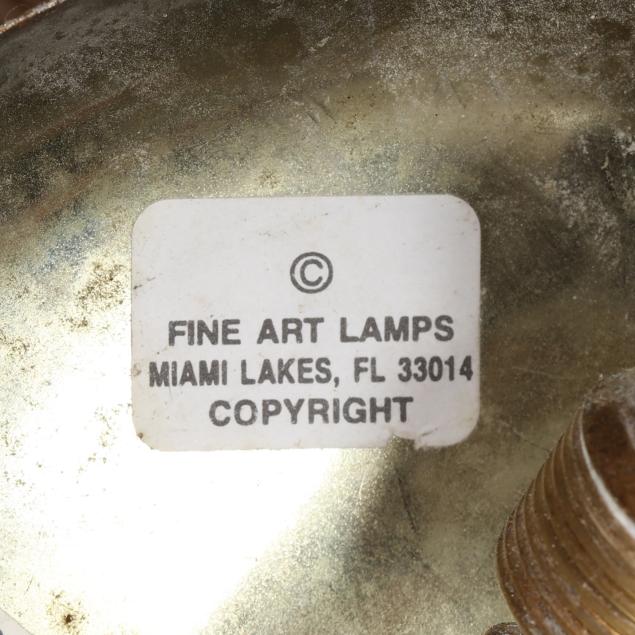 ©
FINE ART LAMPS
MIAMI LAKES, FL 33014
COPYRIGHT